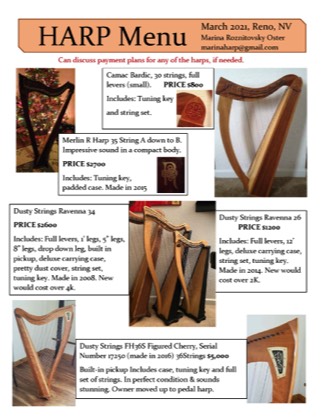 HARP Menu
March 2021, Reno, NV
Marina Roznitovsky Oster
marinaharp@gmail.com
Can discuss payment plans for any of the harps, if needed.
Camac Bardic, 30 strings, full
levers (small). PRICE $800
Includes: Tuning key
and string set.
Merlin R Harp 35 String A down to B.
Impressive sound in a compact body.
PRICE $2700
Includes: Tuning key,
padded case. Made in 2015
Dusty Strings Ravenna 34
PRICE $2600
Includes: Full levers, 1' legs, 5" legs,
8" legs, drop down leg, built in
pickup, deluxe carrying case,
pretty dust cover, string set,
tuning key. Made in 2008. New
would cost over 4k.
Dusty Strings Ravenna 26
PRICE $1200
Includes: Full levers, 12'
legs, deluxe carrying case,
string set, tuning key.
Made in 2014. New would
cost over 2K.
Dusty Strings FH36S Figured Cherry, Serial
Number 17250 (made in 2016) 36Strings $5,000
Built-in pickup Includes case, tuning key and full
set of strings. In perfect condition & sounds
stunning. Owner moved up to pedal harp.